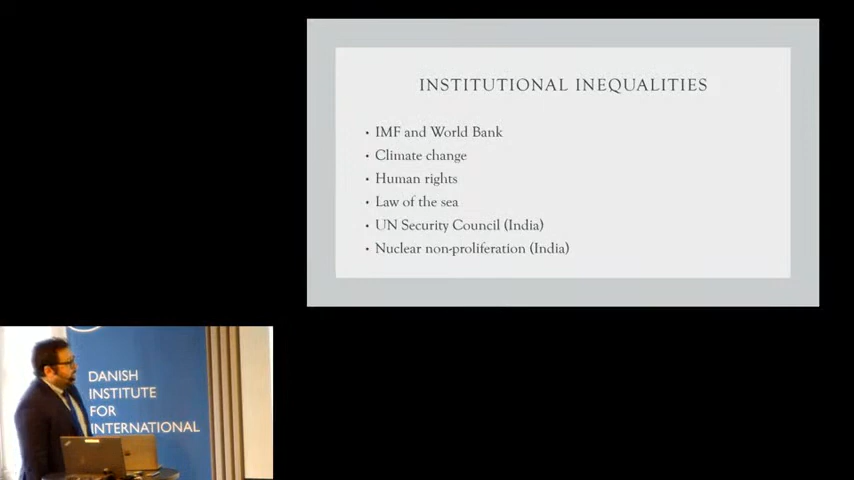 INSTITUTIONAL INEQUALITIES
• IMF and World Bank
• Climate change
• Human rights
• Law of the sea
• UN Security Council (India)
• Nuclear non-proliferation (India)
DANISH
INSTITUTE
FOR
INTERNATIONAL